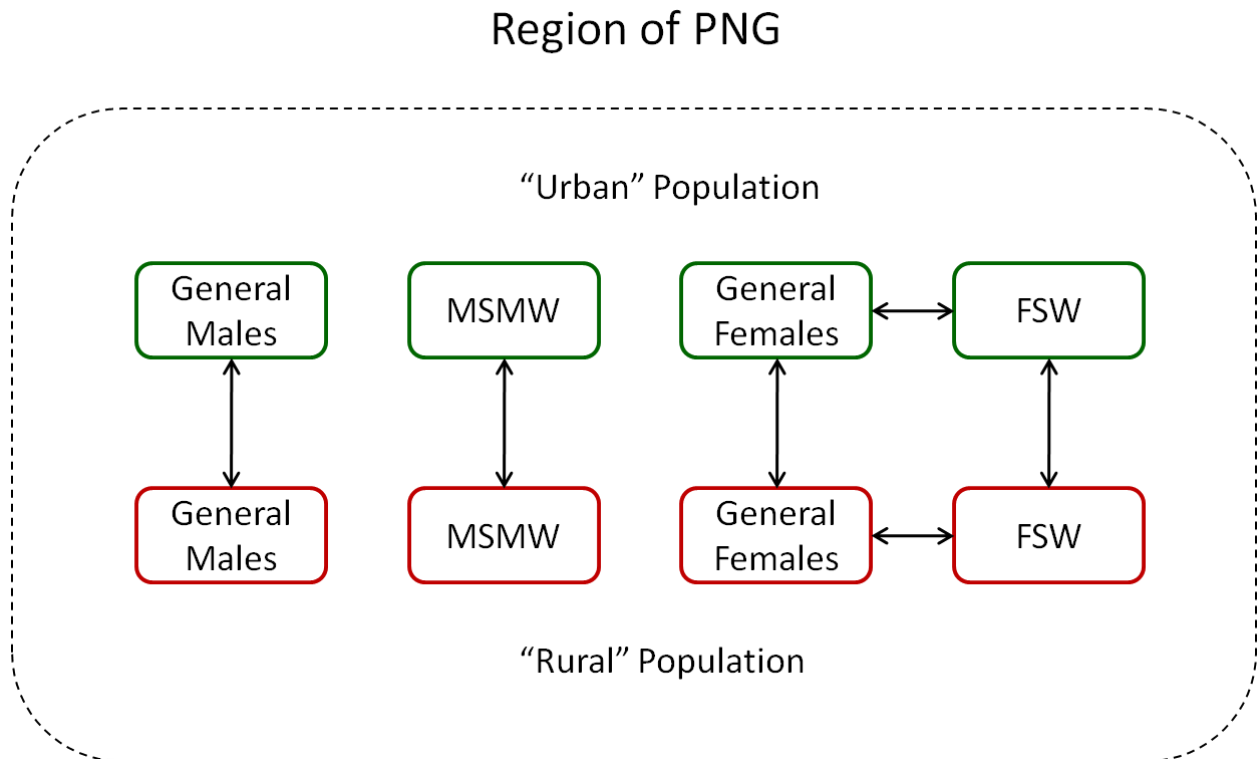 Region of PNG
“Urban” Population
General
Males
MSMW
General
Females
FSW
General
Males
MSMW
General
Females
FSW
“Rural” Population